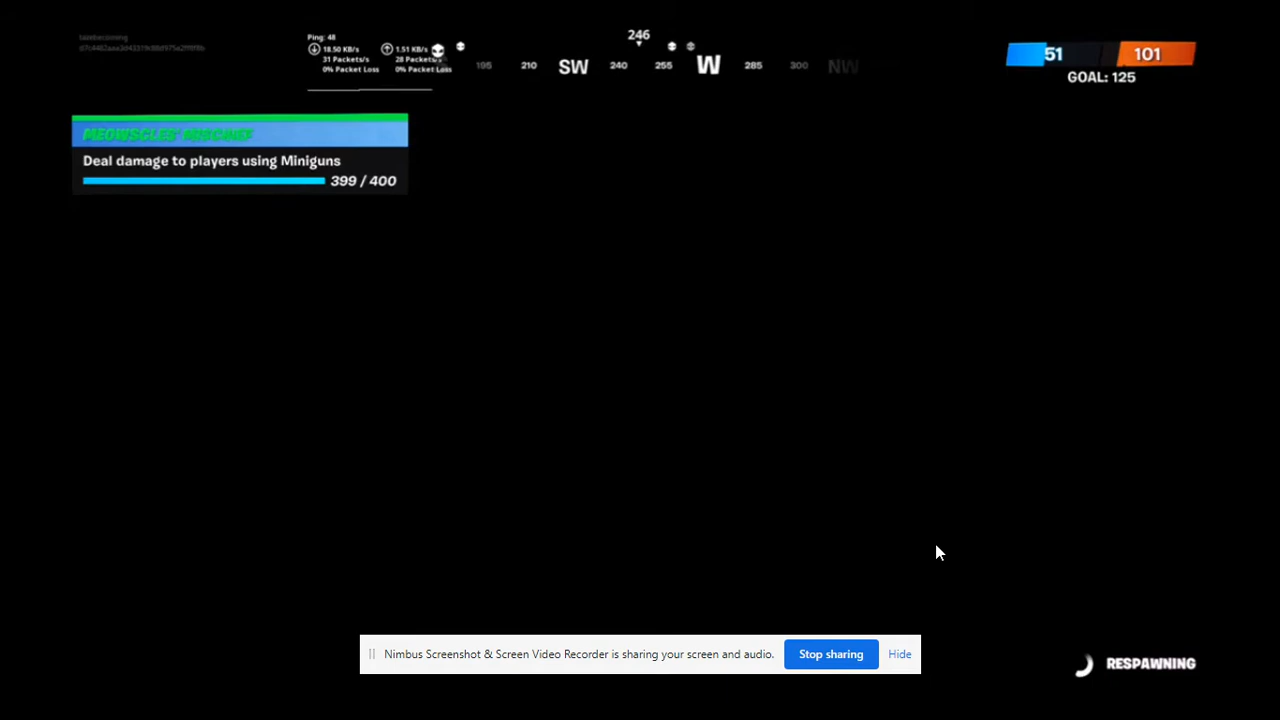 takebecoming
Ping: 48
18.50 KB/s 1.51 KB/s
31 Packets/s 28 Packets/s
0% Packet Loss 0% Packet Loss
246
195 210 SW 240 255 W 285 300 NW
51 101
GOAL: 125
MEOWSCLES' MISCHIEF
Deal damage to players using Miniguns
399 / 400
Nimbus Screenshot & Screen Video Recorder is sharing your screen and audio. Stop sharing Hide
RESPAWNING